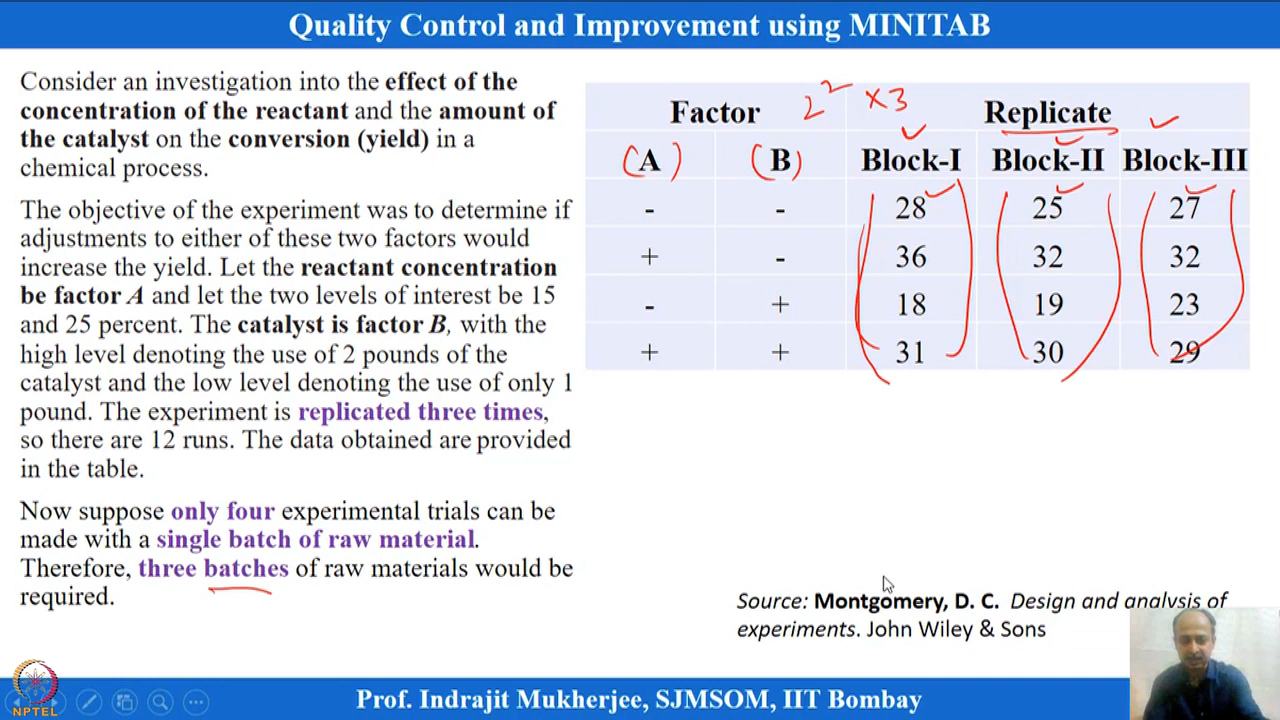 Quality Control and Improvement using MINITAB
Consider an investigation into the effect of the
concentration of the reactant and the amount of
the catalyst on the conversion (yield) in a
chemical process.
The objective of the experiment was to determine if
adjustments to either of these two factors would
increase the yield. Let the reactant concentration
be factor A and let the two levels of interest be 15
and 25 percent. The catalyst is factor B, with the
high level denoting the use of 2 pounds of the
catalyst and the low level denoting the use of only 1
pound. The experiment is replicated three times,
so there are 12 runs. The data obtained are provided
in the table.
Now suppose only four experimental trials can be
made with a single batch of raw material.
Therefore, three batches of raw materials would be
required.
Factor 2² ×3 Replicate
(A) (B) Block-I Block-II Block-III
- - 28 25 27
+ - 36 32 32
- + 18 19 23
+ + 31 30 29
Source: Montgomery, D. C. Design and analysis of
experiments. John Wiley & Sons
NPTEL
Prof. Indrajit Mukherjee, SJMSOM, IIT Bombay